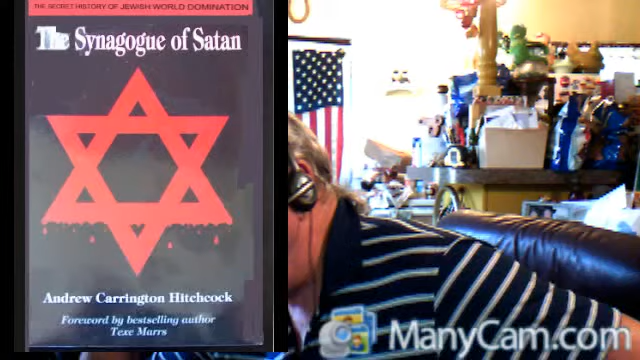 THE SECRET HISTORY OF JEWISH WORLD DOMINATION
The Synagogue of Satan
Andrew Carrington Hitchcock
Foreword by bestselling author
Texe Marrs
ManyCam.com